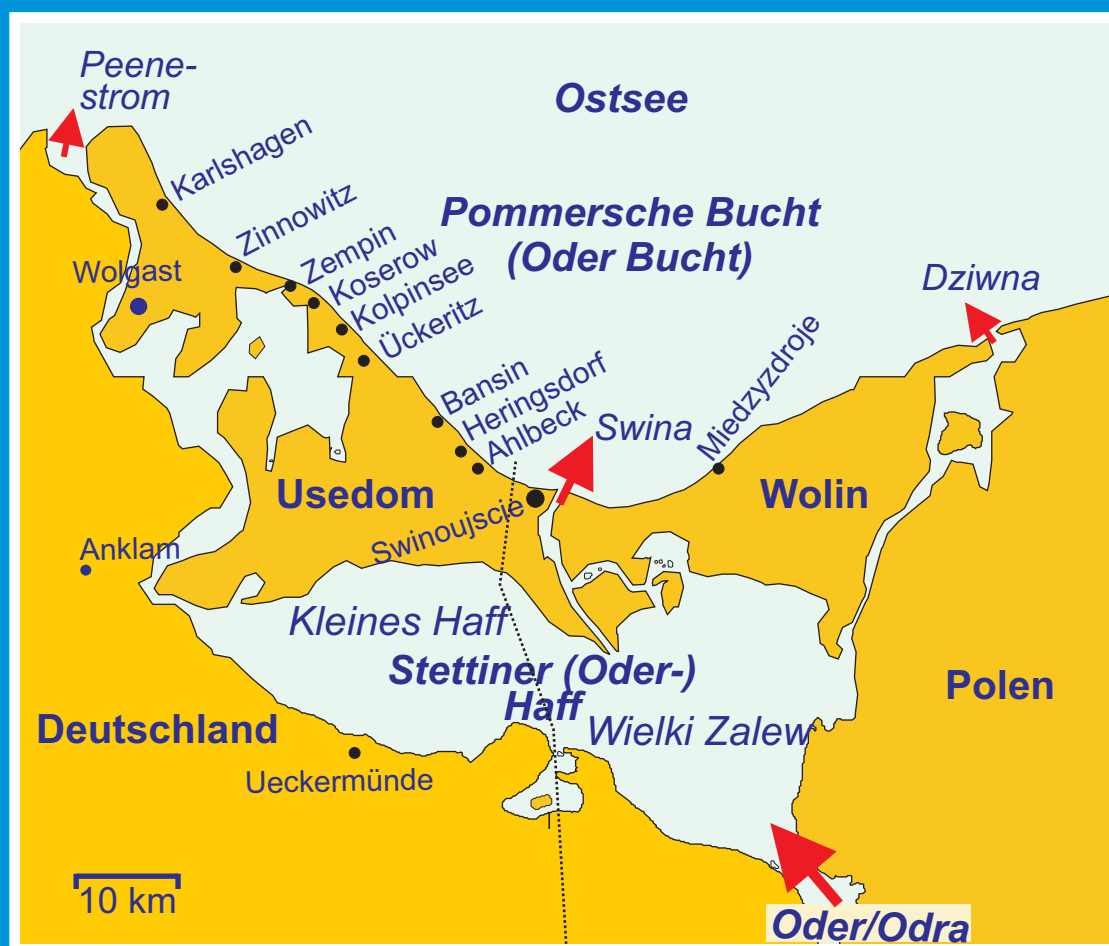 Peene-
strom
Ostsee
Karlshagen
Zinnowitz
Pommersche Bucht
(Oder Bucht)
Zempin
Koserow
Kolpinsee
Ückeritz
Wolgast
Dziwna
Bansin
Heringsdorf
Ahlbeck
Swina
Miedzyzdroje
Usedom
Wolin
Swinoujscie
Anklam
Kleines Haff
Stettiner (Oder-)
Haff
Wielki Zalew
Polen
Deutschland
Ueckermünde
10 km
Oder/Odra